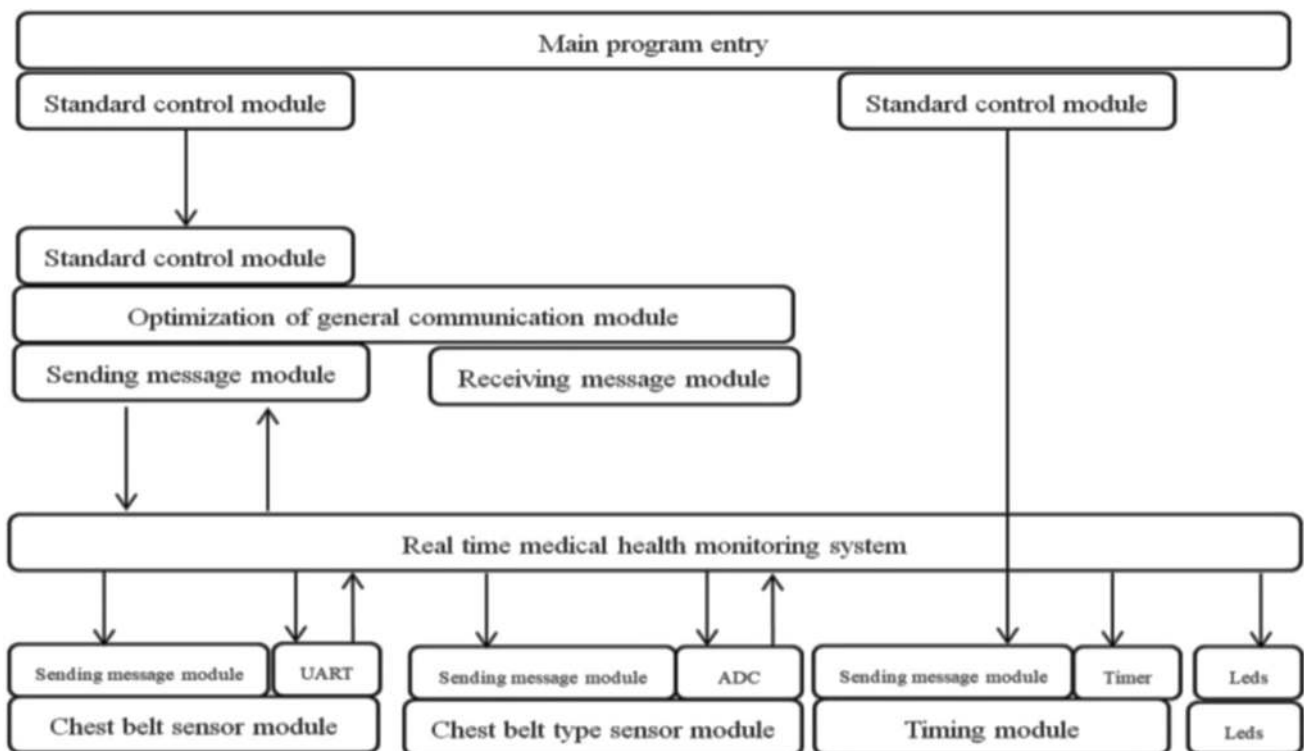 Main program entry
Standard control module
Standard control module
Standard control module
Optimization of general communication module
Sending message module
Receiving message module
Real time medical health monitoring system
Sending message module
UART
Sending message module
ADC
Sending message module
Timer
Leds
Chest belt sensor module
Chest belt type sensor module
Timing module
Leds